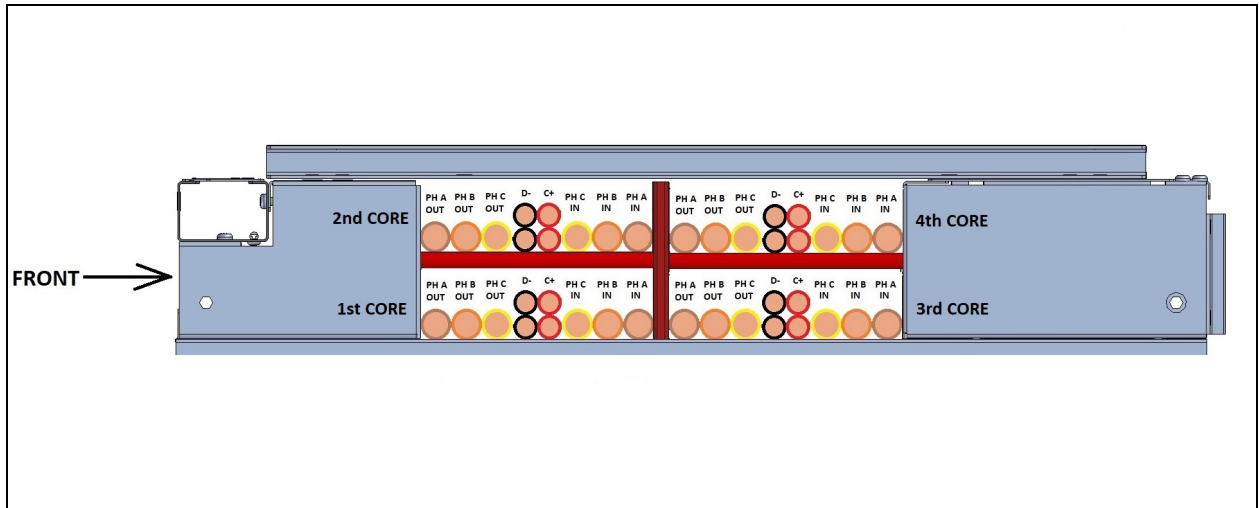 PH A PH B PH C D- C+ PH C PH B PH A
OUT OUT OUT IN IN IN
PH A PH B PH C D- C+ PH C PH B PH A
OUT OUT OUT IN IN IN
2nd CORE
4th CORE
FRONT
PH A PH B PH C D- C+ PH C PH B PH A
OUT OUT OUT IN IN IN
PH A PH B PH C D- C+ PH C PH B PH A
OUT OUT OUT IN IN IN
1st CORE
3rd CORE